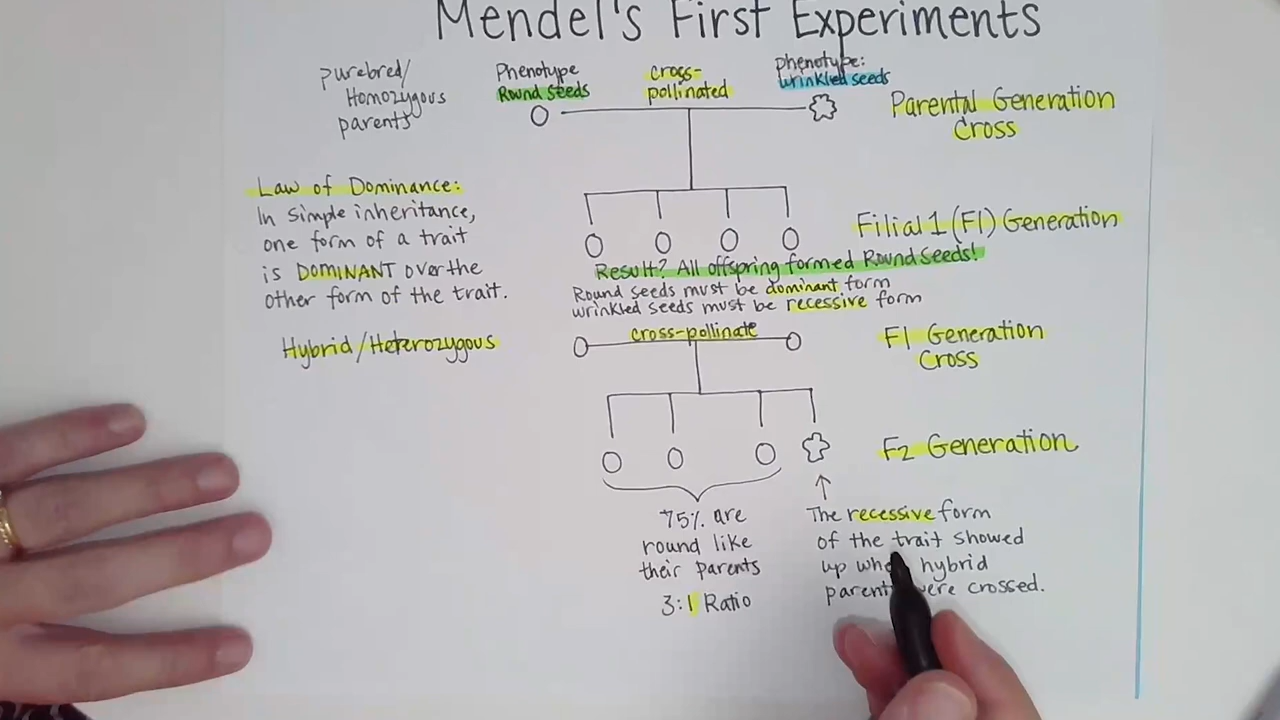 Mendel's First Experiments
purebred/
Homozygous
parents
Phenotype
Round Seeds
cross-
pollinated
phenotype:
wrinkled seeds
Parental Generation
Cross
Law of Dominance:
In simple inheritance,
one form of a trait
is DOMINANT over the
other form of the trait.
Filial 1 (F1) Generation
Result? All offspring formed Round Seeds!
Round Seeds must be dominant form
wrinkled seeds must be recessive form
Hybrid/Heterozygous
cross-pollinate
F1 Generation
Cross
F2 Generation
75% are
round like
their parents
3:1 Ratio
The recessive form
of the trait showed
up hybrid
crossed.